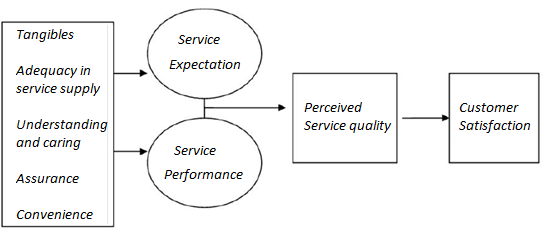 Tangibles
Adequacy in
service supply
Understanding
and caring
Assurance
Convenience
Service
Expectation
Service
Performance
Perceived
Service quality
Customer
Satisfaction